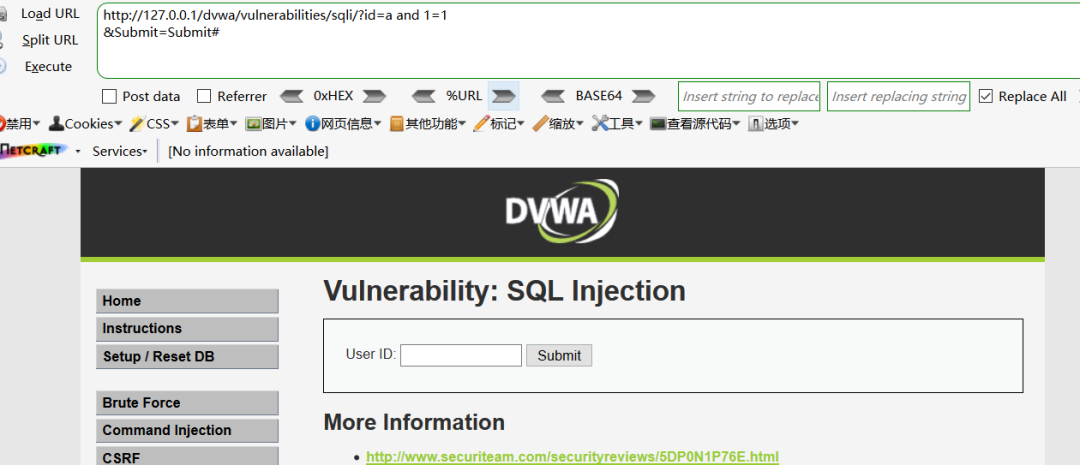 Load URL
http://127.0.0.1/dvwa/vulnerabilities/sqli/?id=a and 1=1
Split URL
&Submit=Submit#
Execute
Post data Referrer 0xHEX %URL BASE64 Insert string to replace Insert replacing string Replace All
禁用 Cookies CSS 表单 图片 网页信息 其他功能 标记 缩放 工具 查看源代码 选项
NETCRAFT Services [No information available]
DVWA
Home
Instructions
Setup / Reset DB
Brute Force
Command Injection
CSRF
Vulnerability: SQL Injection
User ID: Submit
More Information
http://www.securiteam.com/securityreviews/5DP0N1P76E.html